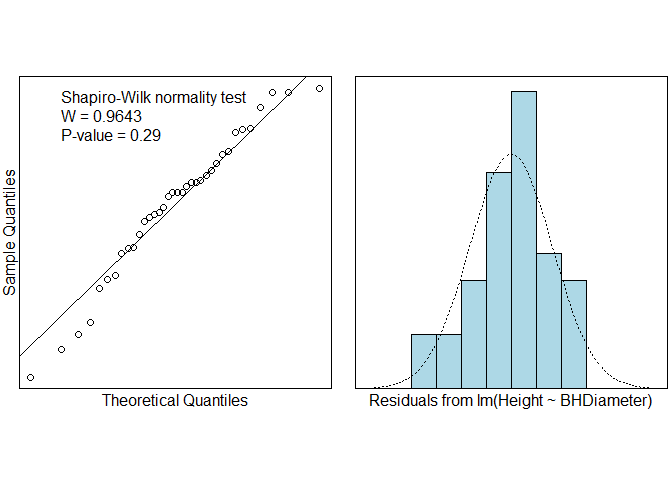 Shapiro-Wilk normality test
W = 0.9643
P-value = 0.29
Sample Quantiles
Theoretical Quantiles
Residuals from lm(Height ~ BHDiameter)